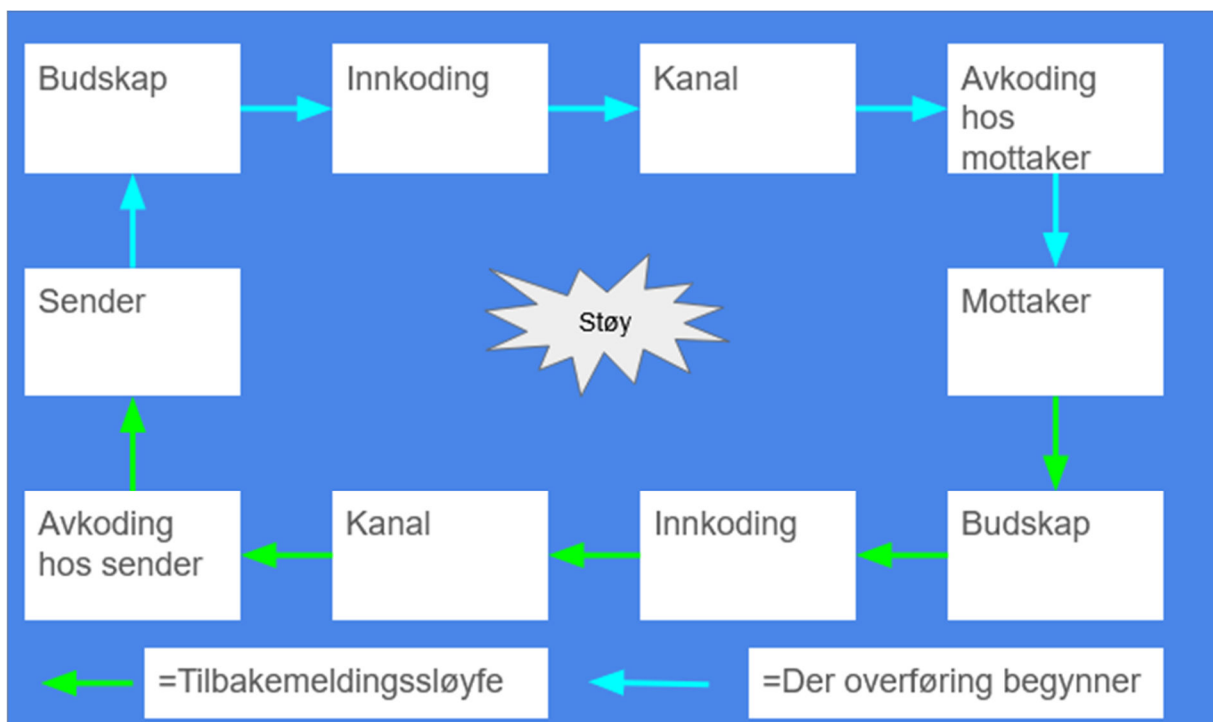 Budskap
Innkoding
Kanal
Avkoding
hos
mottaker
Sender
Støy
Mottaker
Avkoding
hos sender
Kanal
Innkoding
Budskap
=Tilbakemeldingssløyfe
=Der overføring begynner